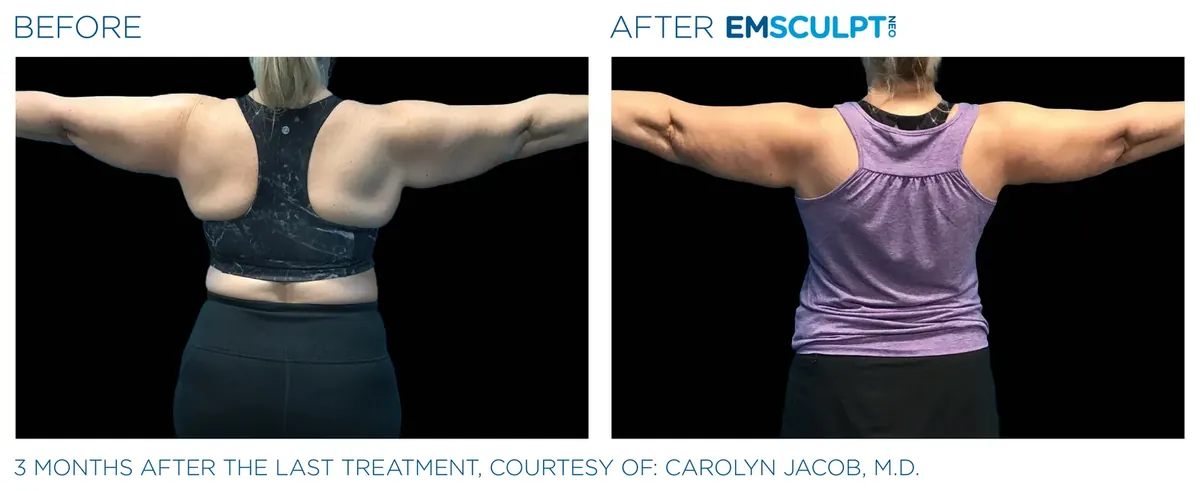 BEFORE
AFTER EMSCULPT NEO
3 MONTHS AFTER THE LAST TREATMENT, COURTESY OF: CAROLYN JACOB, M.D.